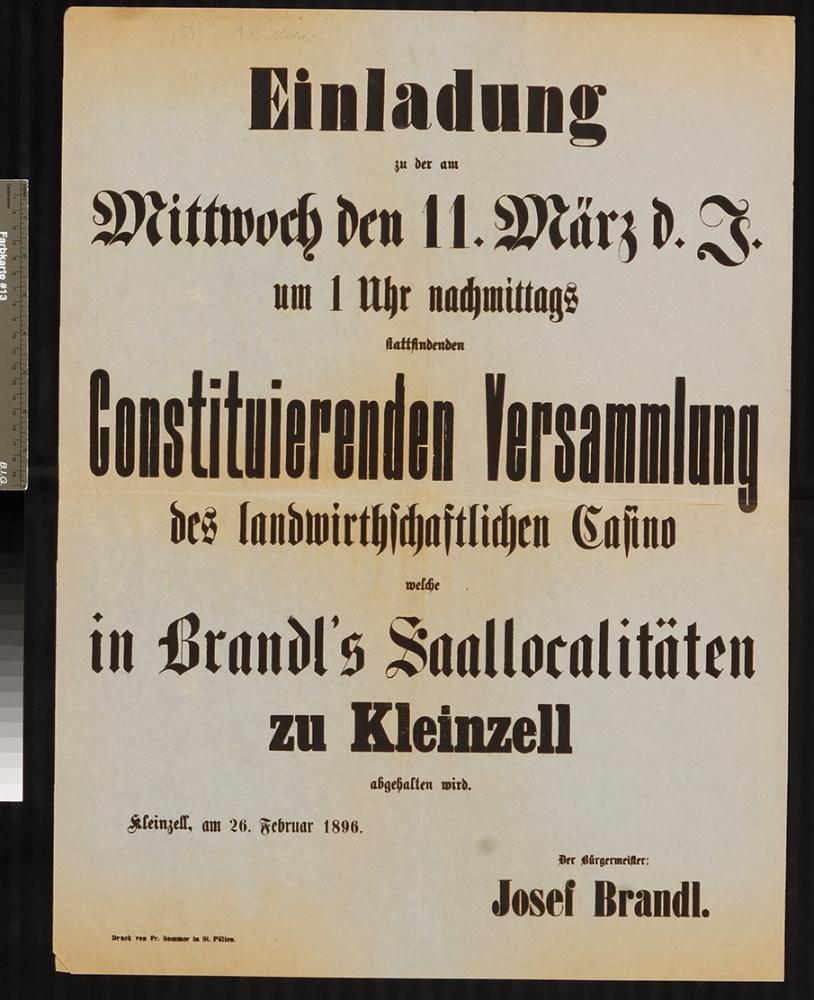 Einladung
zu der am
Mittwoch den 11. März d. J.
um 1 Uhr nachmittags
stattfindenden
Constituierenden Versammlung
des landwirthschaftlichen Casino
welche
in Brandl's Saallocalitäten
zu Kleinzell
abgehalten wird.
Kleinzell, am 26. Februar 1896.
Der Bürgermeister:
Josef Brandl.
Druck von Fr. Sommer in St. Pölten.
Farbkarte #13
B.I.G.